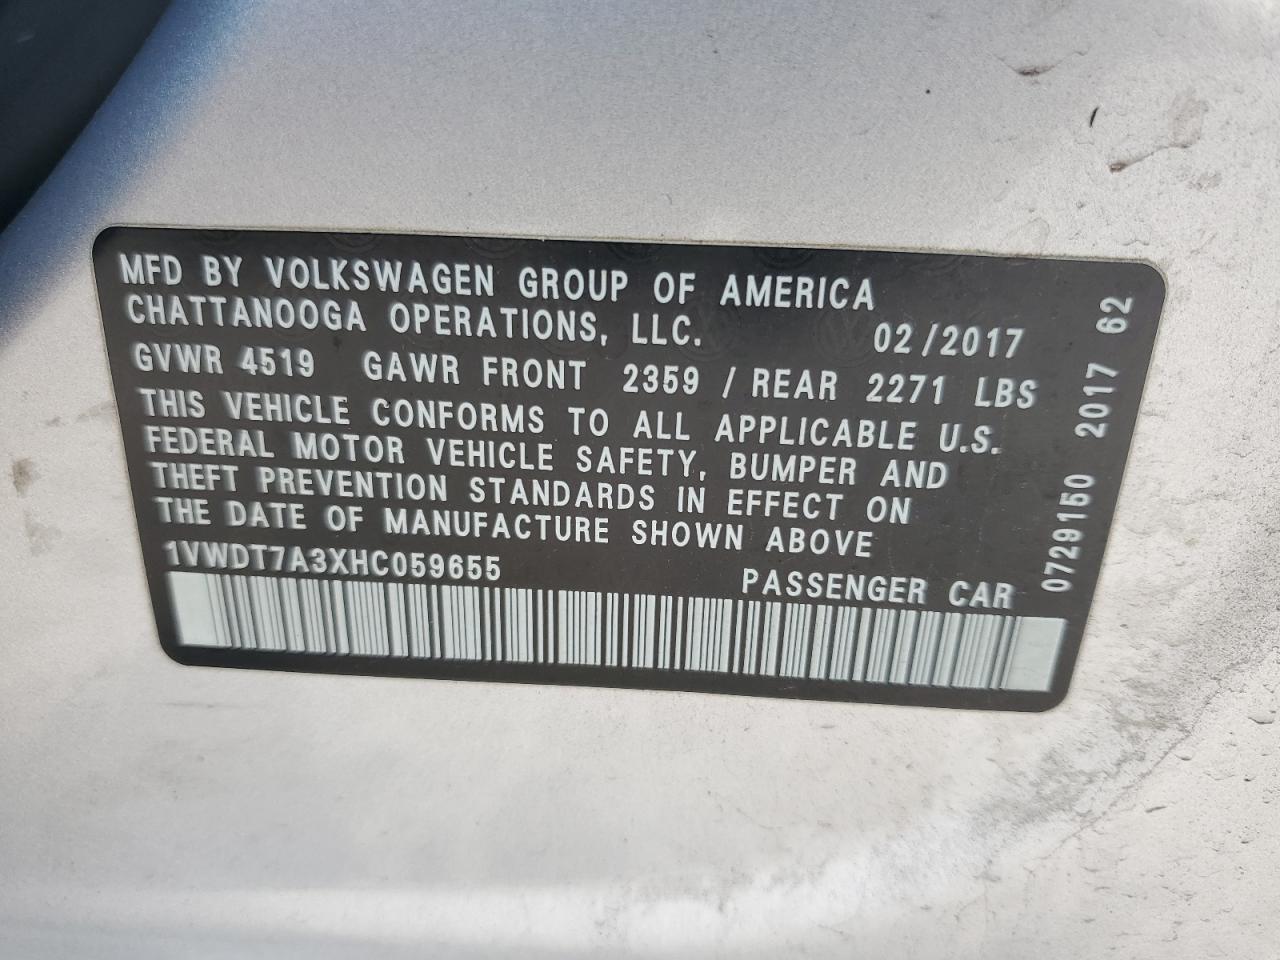 MFD BY VOLKSWAGEN GROUP OF AMERICA
CHATTANOOGA OPERATIONS, LLC. 02/2017
GVWR 4519 GAWR FRONT 2359 / REAR 2271 LBS
THIS VEHICLE CONFORMS TO ALL APPLICABLE U.S.
FEDERAL MOTOR VEHICLE SAFETY, BUMPER AND
THEFT PREVENTION STANDARDS IN EFFECT ON
THE DATE OF MANUFACTURE SHOWN ABOVE
1VWDT7A3XHC059655 PASSENGER CAR
0729150 2017 62